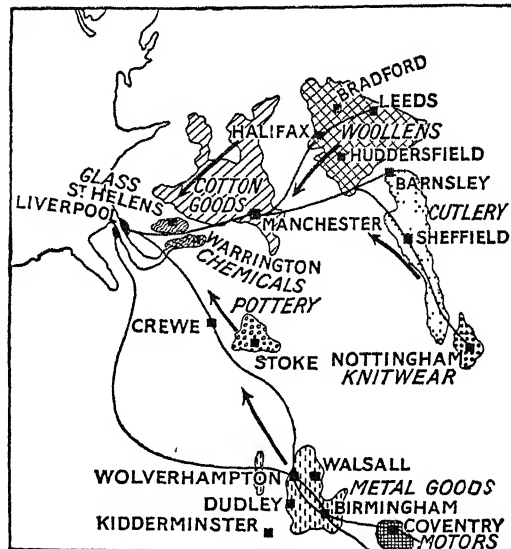 BRADFORD
LEEDS
HALIFAX
WOOLLENS
HUDDERSFIELD
GLASS
ST HELENS
COTTON
GOODS
BARNSLEY
LIVERPOOL
MANCHESTER
CUTLERY
WARRINGTON
SHEFFIELD
CHEMICALS
POTTERY
CREWE
STOKE
NOTTINGHAM
KNITWEAR
WOLVERHAMPTON
WALSALL
METAL GOODS
DUDLEY
BIRMINGHAM
KIDDERMINSTER
COVENTRY
MOTORS